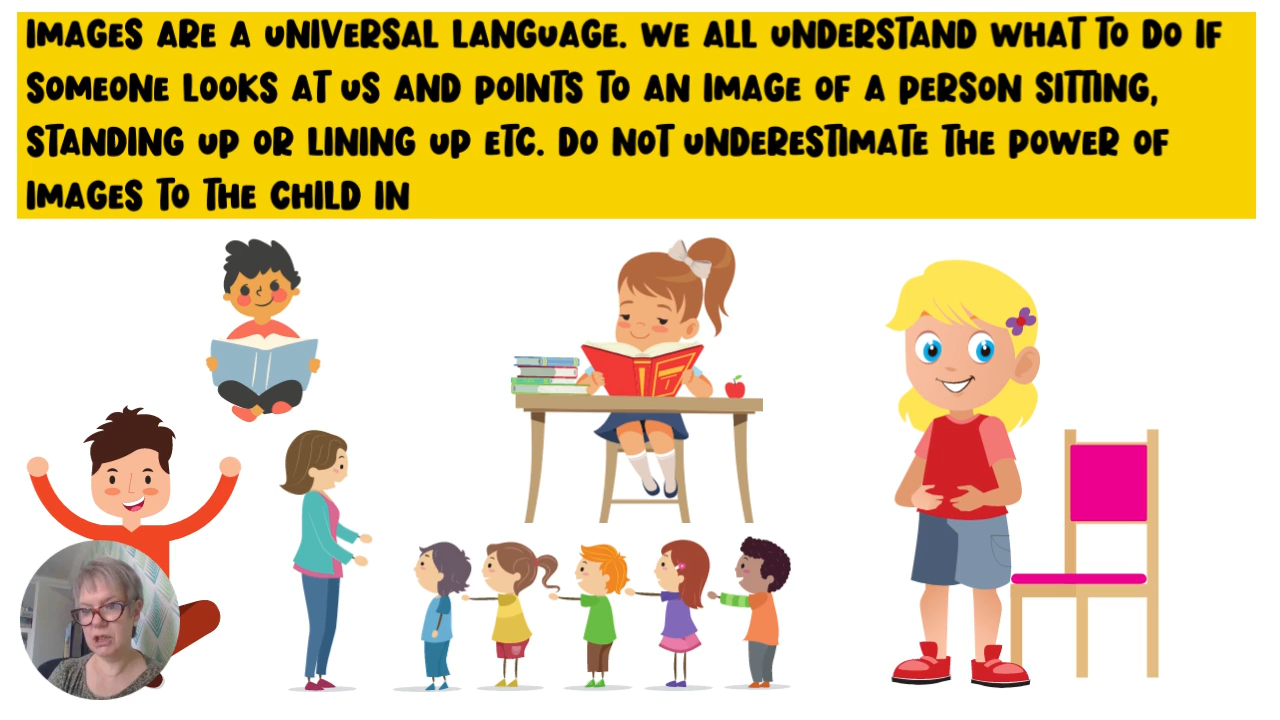 IMAGES ARE A UNIVERSAL LANGUAGE. WE ALL UNDERSTAND WHAT TO DO IF
SOMEONE LOOKS AT US AND POINTS TO AN IMAGE OF A PERSON SITTING,
STANDING UP OR LINING UP ETC. DO NOT UNDERESTIMATE THE POWER OF
IMAGES TO THE CHILD IN